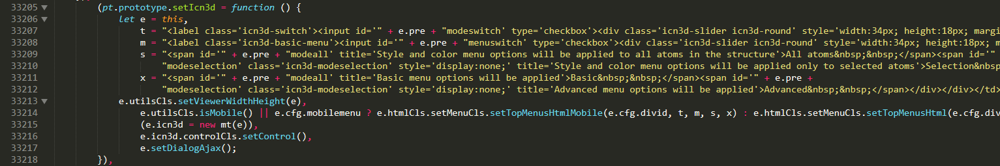 33205 (pt.prototype.setIcn3d = function () {
33206 let e = this,
33207 t = "<label class='icn3d-switch'><input id='" + e.pre + "modeswitch' type='checkbox'><div class='icn3d-slider icn3d-round' style='width:34px; height:18px; margi
33208 m = "<label class='icn3d-basic-menu'><input id='" + e.pre + "menuswitch' type='checkbox'><div class='icn3d-slider icn3d-round' style='width:34px; height:18px; m
33209 s = "<span id='" + e.pre + "modeall' title='Style and color menu options will be applied to all atoms in the structure'>All atoms&nbsp;&nbsp;</span><span id='"
33210 "modeselection' class='icn3d-modeselection' style='display:none;' title='Style and color menu options will be applied only to selected atoms'>Selection&nbs
33211 x = "<span id='" + e.pre + "modeall' title='Basic menu options will be applied'>Basic&nbsp;&nbsp;</span><span id='" + e.pre +
33212 "modeselection' class='icn3d-modeselection' style='display:none;' title='Advanced menu options will be applied'>Advanced&nbsp;&nbsp;</span></div></div></td>
33213 e.utilsCls.setViewerWidthHeight(e),
33214 e.utilsCls.isMobile() || e.cfg.mobilemenu ? e.htmlCls.setMenuCls.setTopMenusHtmlMobile(e.cfg.divid, t, m, s, x) : e.htmlCls.setMenuCls.setTopMenusHtml(e.cfg.div
33215 (e.icn3d = new mt(e)),
33216 e.icn3d.controlCls.setControl(),
33217 e.setDialogAjax();
33218 }),